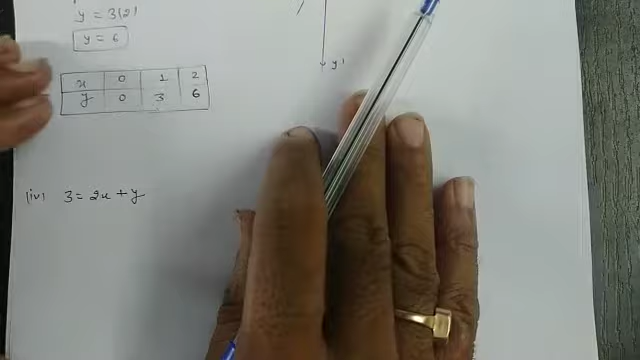 y = 3(2)
y = 6
x 0 1 2
y 0 3 6
y'
(iv) 3 = 2x + y